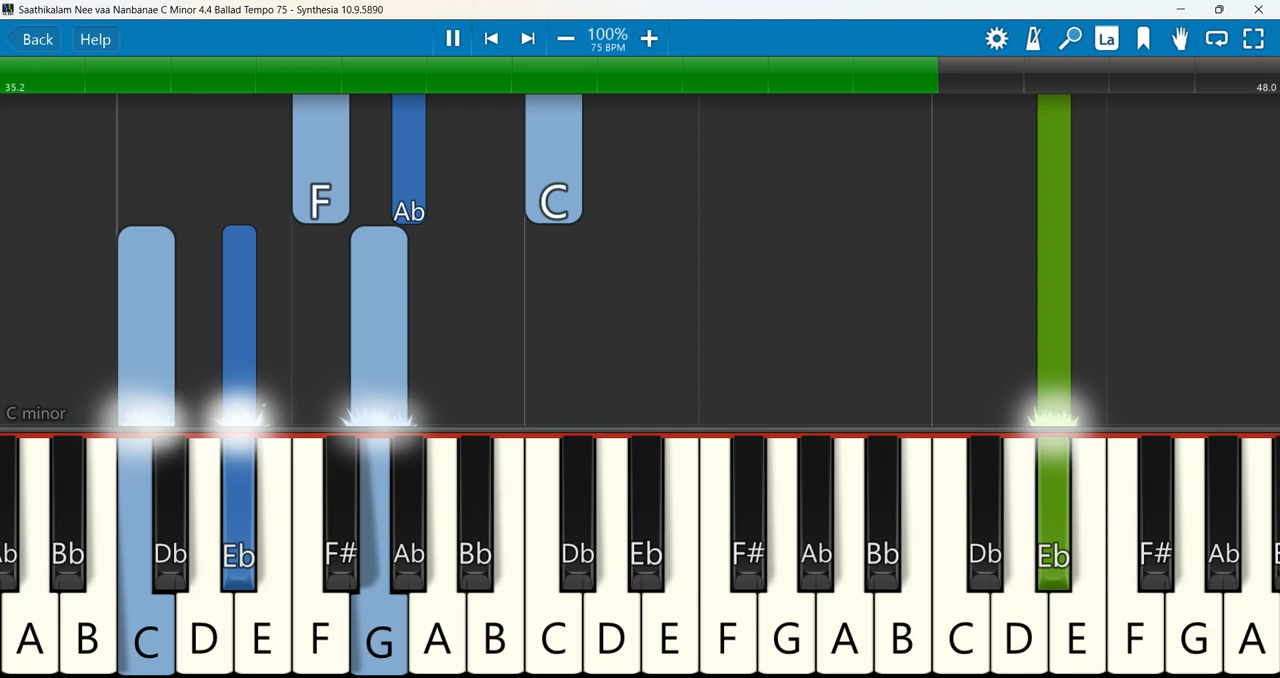 Saathikalam Nee vaa Nanbanae C Minor 4.4 Ballad Tempo 75 - Synthesia 10.9.5890
Back Help 100% La
75 BPM
35.2 48.0
F Ab C
C minor
Ab Bb Db Eb F# Ab Bb Db Eb F# Ab Bb Db Eb F# Ab
A B C D E F G A B C D E F G A B C D E F G A